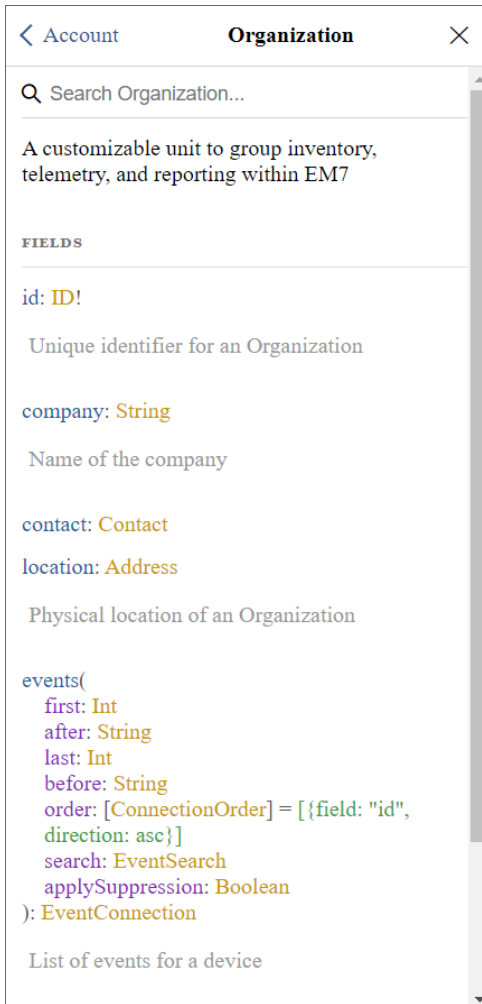 Account
Organization
Search Organization...
A customizable unit to group inventory,
telemetry, and reporting within EM7
FIELDS
id: ID!
Unique identifier for an Organization
company: String
Name of the company
contact: Contact
location: Address
Physical location of an Organization
events(
first: Int
after: String
last: Int
before: String
order: [ConnectionOrder] = [{field: "id",
direction: asc}]
search: EventSearch
applySuppression: Boolean
): EventConnection
List of events for a device